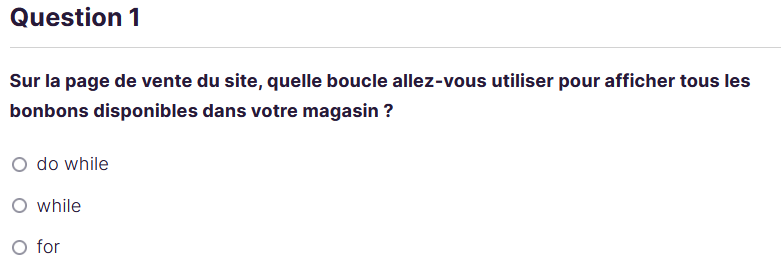 Question 1
Sur la page de vente du site, quelle boucle allez-vous utiliser pour afficher tous les
bonbons disponibles dans votre magasin ?
do while
while
for